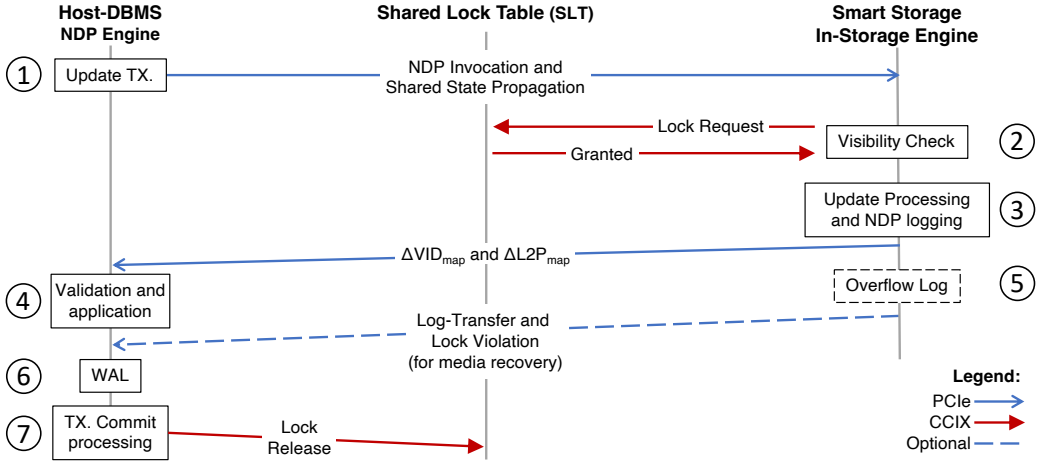 Host-DBMS
NDP Engine
Shared Lock Table (SLT)
Smart Storage
In-Storage Engine
1
Update TX.
NDP Invocation and
Shared State Propagation
Lock Request
Granted
Visibility Check
2
Update Processing
and NDP logging
3
ΔVIDmap and ΔL2Pmap
4
Validation and
application
Overflow Log
5
Log-Transfer and
Lock Violation
(for media recovery)
6
WAL
7
TX. Commit
processing
Lock
Release
Legend:
PCIe
CCIX
Optional